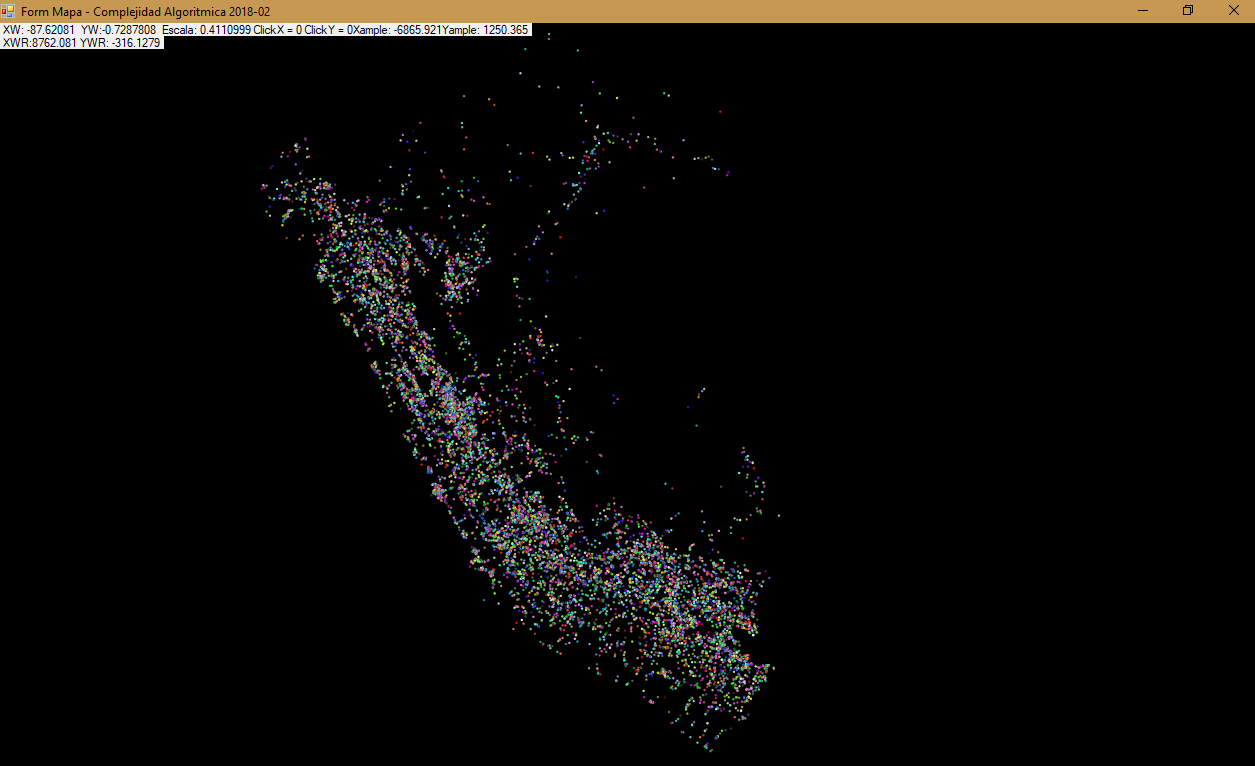 Form Mapa - Complejidad Algoritmica 2018-02
XW: -87.62081 YW:-0.7287808 Escala: 0.4110999 ClickX = 0 ClickY = 0Xample: -6865.921Yample: 1250.365
XWR:8762.081 YWR: -316.1279